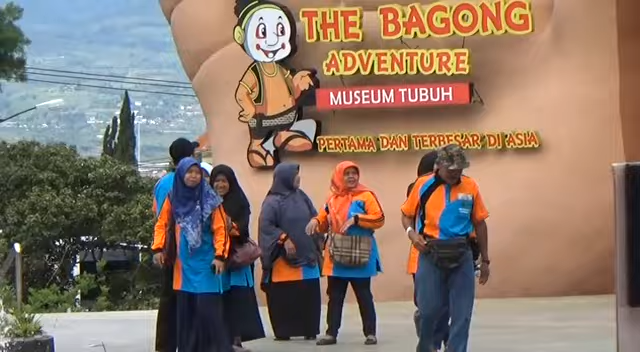 THE BAGONG
ADVENTURE
MUSEUM TUBUH
PERTAMA DAN TERBESAR DI ASIA